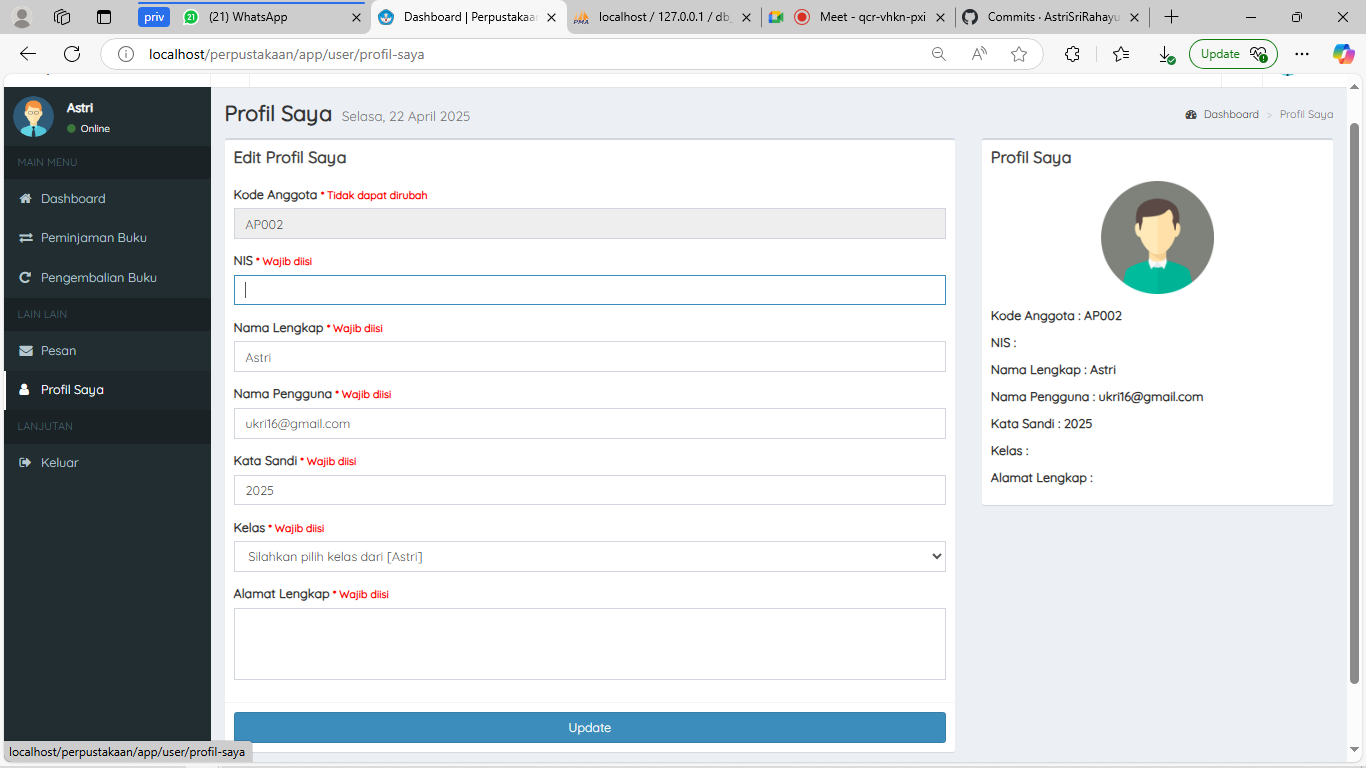 priv
21
(21) WhatsApp
Dashboard | Perpustakaan
PMA
localhost / 127.0.0.1 / db_
Meet - qcr-vhkn-pxi
Commits · AstriSriRahayu
localhost/perpustakaan/app/user/profil-saya
Update
Astri
Online
MAIN MENU
Dashboard
Peminjaman Buku
Pengembalian Buku
LAIN LAIN
Pesan
Profil Saya
LANJUTAN
Keluar
Profil Saya Selasa, 22 April 2025
Dashboard > Profil Saya
Edit Profil Saya
Kode Anggota * Tidak dapat dirubah
AP002
NIS * Wajib diisi
Nama Lengkap * Wajib diisi
Astri
Nama Pengguna * Wajib diisi
ukri16@gmail.com
Kata Sandi * Wajib diisi
2025
Kelas * Wajib diisi
Silahkan pilih kelas dari [Astri]
Alamat Lengkap * Wajib diisi
Update
Profil Saya
Kode Anggota : AP002
NIS :
Nama Lengkap : Astri
Nama Pengguna : ukri16@gmail.com
Kata Sandi : 2025
Kelas :
Alamat Lengkap :
localhost/perpustakaan/app/user/profil-saya